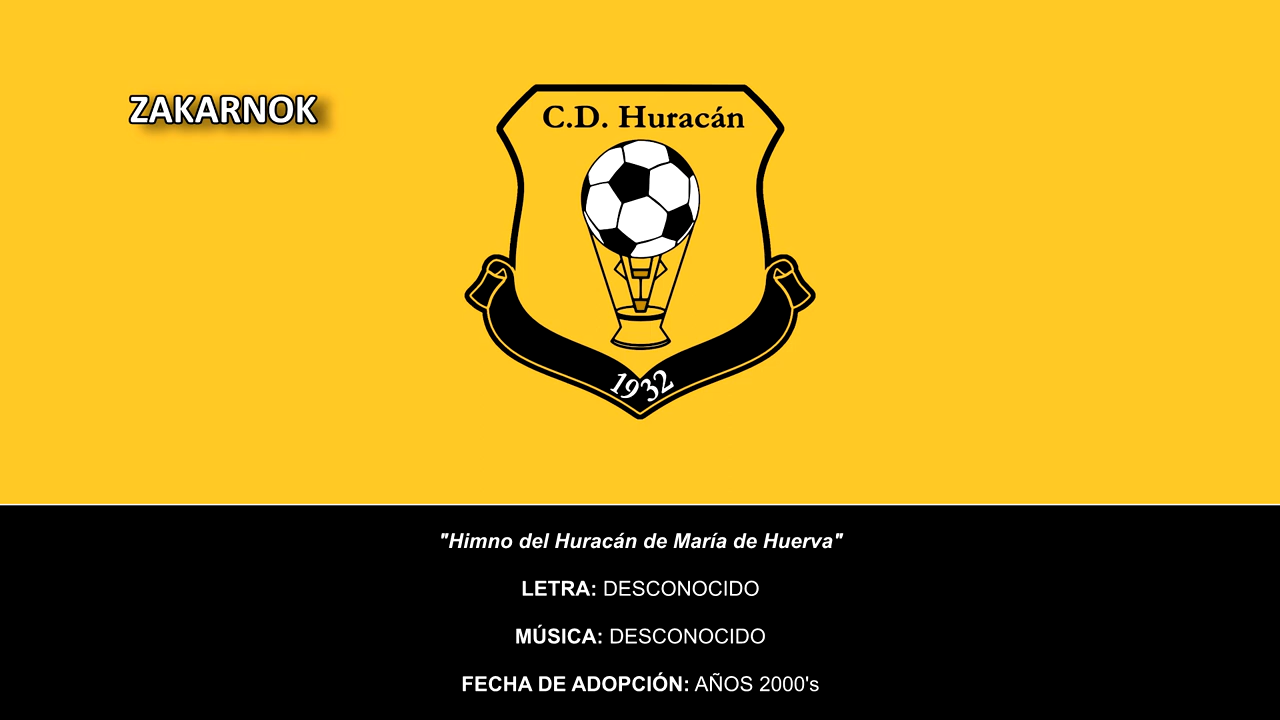 ZAKARNOK
C.D. Huracán
1932
"Himno del Huracán de María de Huerva"
LETRA: DESCONOCIDO
MÚSICA: DESCONOCIDO
FECHA DE ADOPCIÓN: AÑOS 2000's